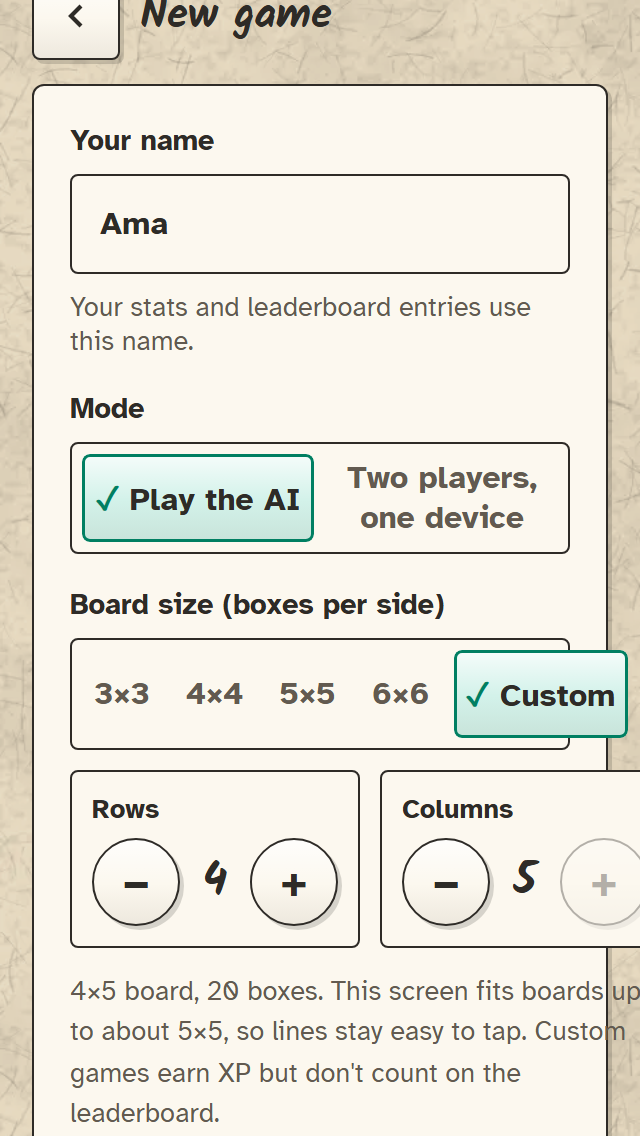 New game
Your name
Ama
Your stats and leaderboard entries use
this name.
Mode
✓ Play the AI
Two players,
one device
Board size (boxes per side)
3×3 4×4 5×5 6×6 ✓ Custom
Rows
Columns
− 4 +
− 5 +
4×5 board, 20 boxes. This screen fits boards up
to about 5×5, so lines stay easy to tap. Custom
games earn XP but don't count on the
leaderboard.